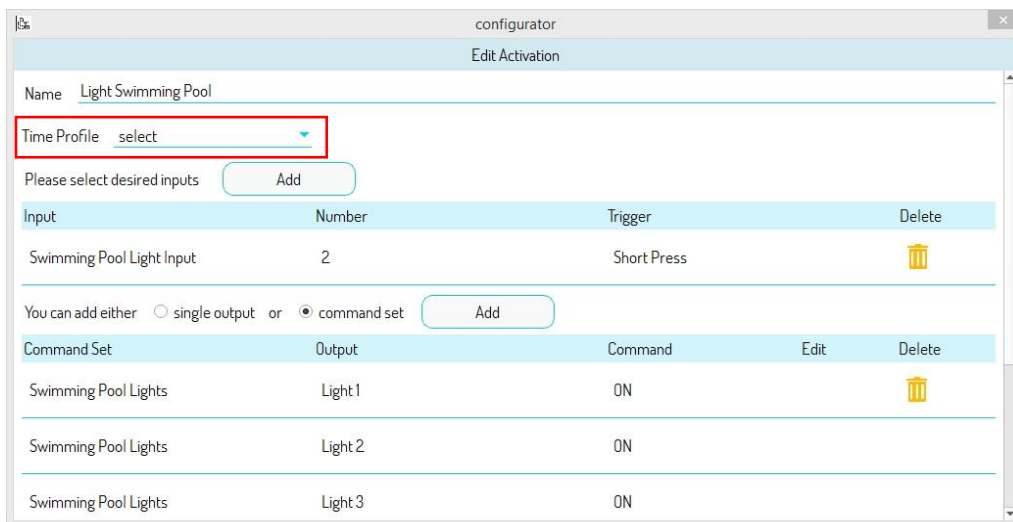 configurator
Edit Activation
Name Light Swimming Pool
Time Profile select
Please select desired inputs Add
Input Number Trigger Delete
Swimming Pool Light Input 2 Short Press
You can add either single output or command set Add
Command Set Output Command Edit Delete
Swimming Pool Lights Light 1 ON
Swimming Pool Lights Light 2 ON
Swimming Pool Lights Light 3 ON